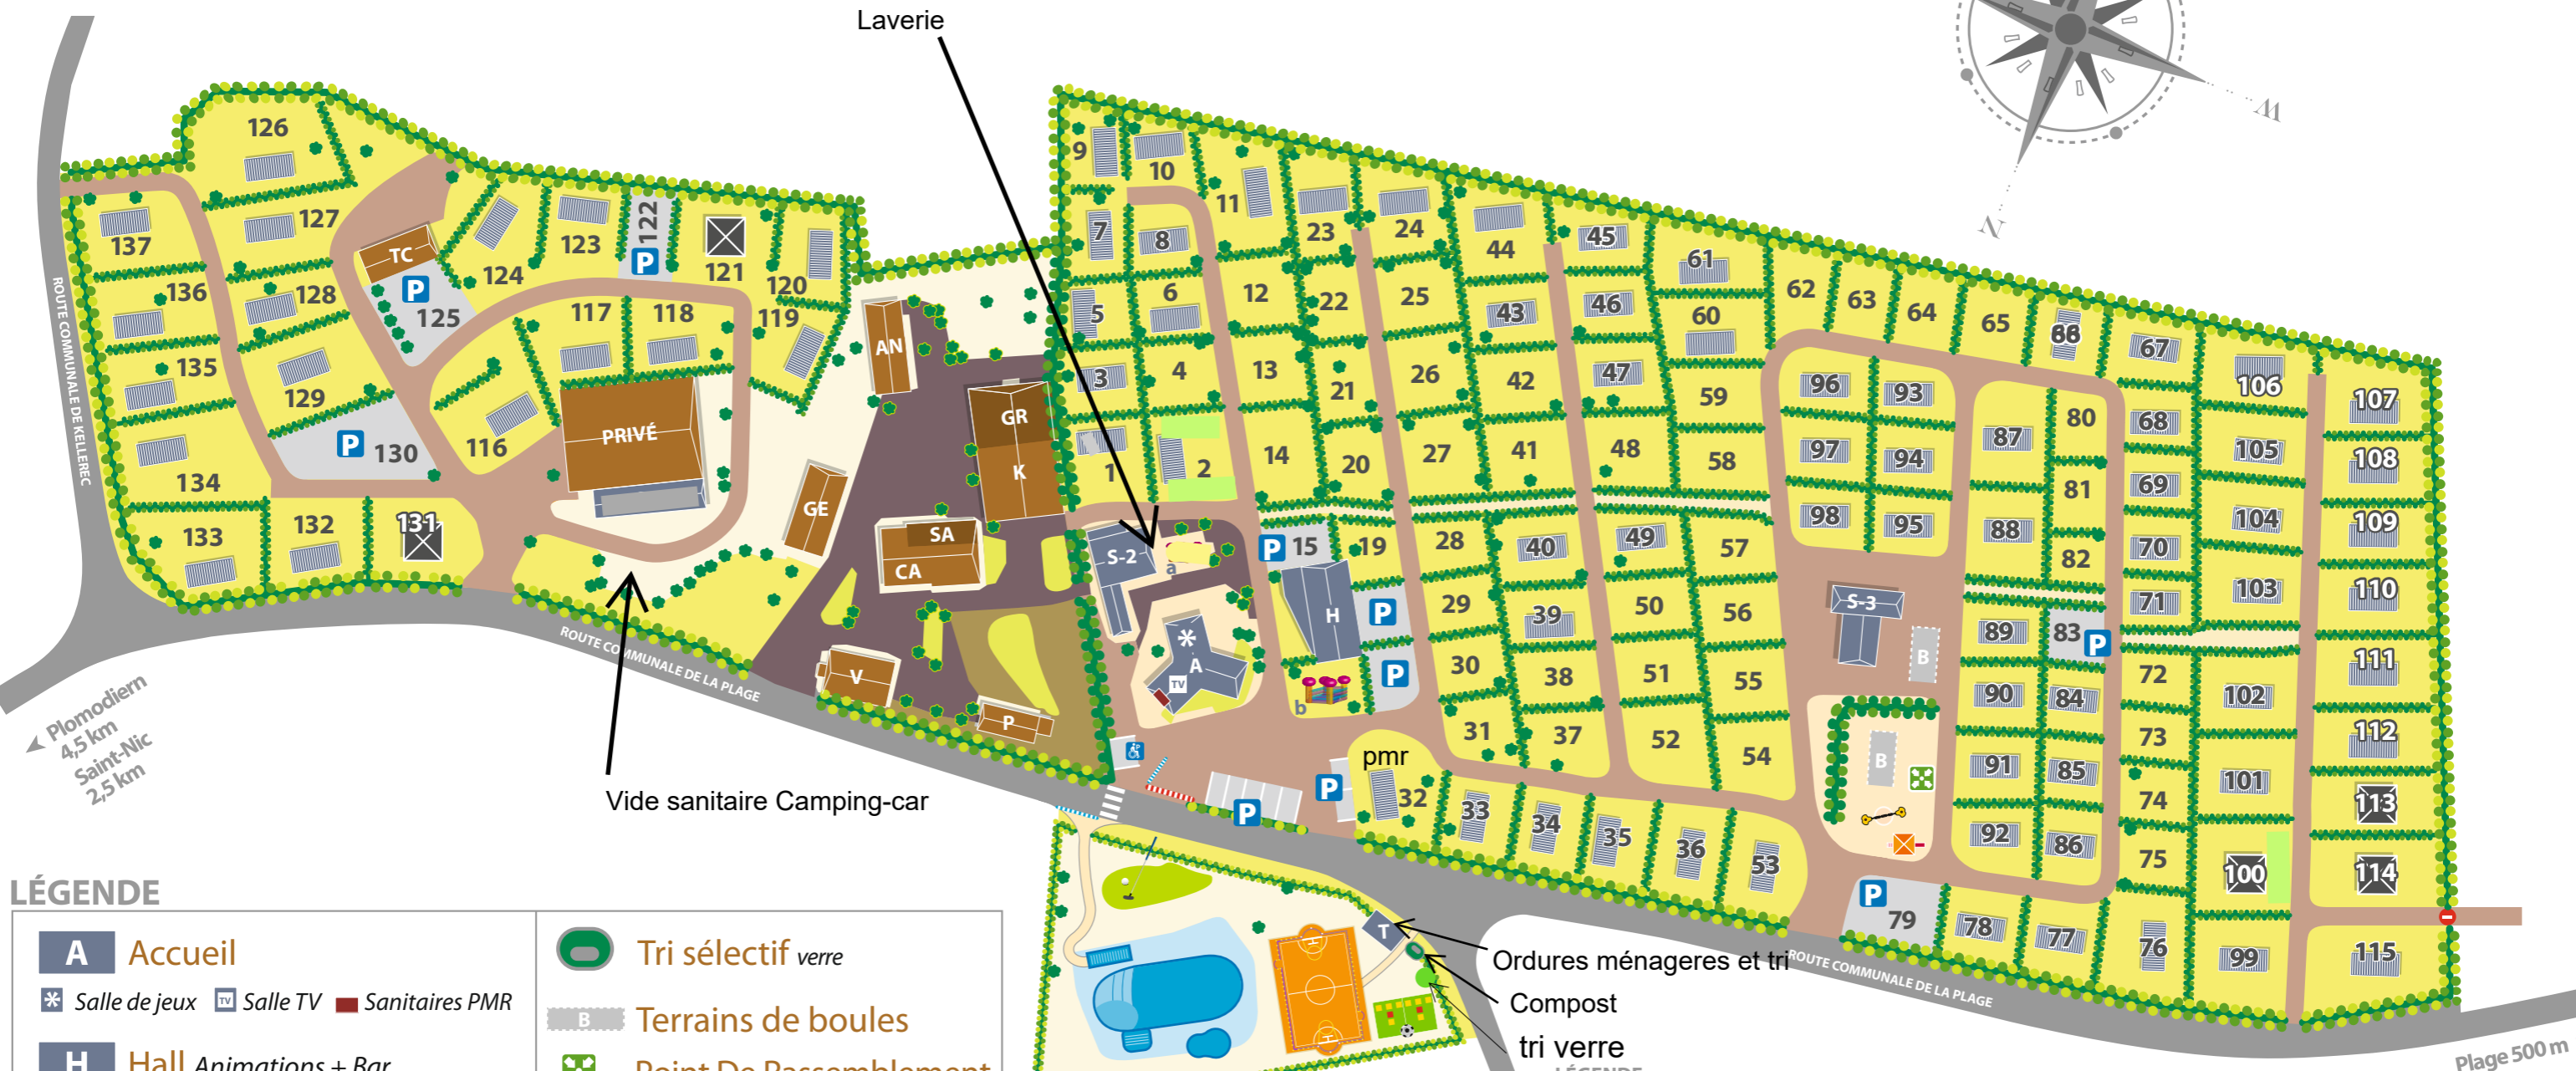 Laverie
W
N
126
127
128
129
P 130
137
136
135
134
133
132
131
TC
P
125
124
123
122
P
121
120
119
117
118
116
PRIVÉ
AN
GR
K
GE
SA
CA
V
P
ROUTE COMMUNALE DE KELLEREC
ROUTE COMMUNALE DE LA PLAGE
Plomodiern
4,5 km
Saint-Nic
2,5 km
Vide sanitaire Camping-car
9
10
11
7
8
5
6
3
4
1
2
12
13
14
P 15
19
23
22
21
20
24
25
26
27
28
29
30
31
44
43
42
41
40
39
38
37
45
46
47
48
49
50
51
52
61
60
59
58
57
56
55
54
S-2
a
H
P
P
b
*
A
TV
P
P
pmr
32
33
34
35
36
53
62
63
64
65
66
67
68
69
70
71
72
73
74
75
76
96
93
97
94
98
95
87
80
81
88
82
89
83 P
90
84
91
85
92
86
S-3
B
B
P
79
78
77
106
105
104
103
102
101
100
99
107
108
109
110
111
112
113
114
115
ROUTE COMMUNALE DE LA PLAGE
Plage 500 m
T
Ordures ménageres et tri
Compost
tri verre
LÉGENDE
LÉGENDE
A Accueil
* Salle de jeux TV Salle TV Sanitaires PMR
H Hall Animations + Bar
Tri sélectif verre
B Terrains de boules
Point De Rassemblement